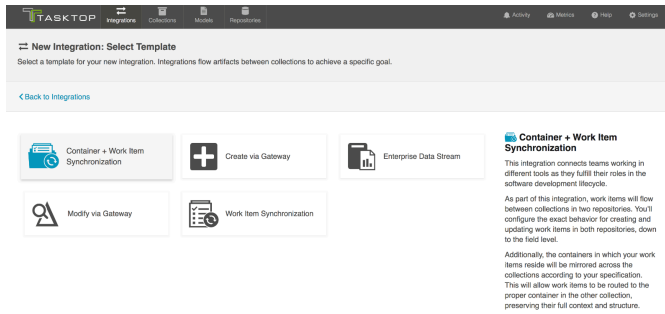 TASKTOP
Integrations
Collections
Models
Repositories
Activity
Metrics
Help
Settings
New Integration: Select Template
Select a template for your new integration. Integrations flow artifacts between collections to achieve a specific goal.
Back to Integrations
Container + Work Item
Synchronization
Create via Gateway
Enterprise Data Stream
Modify via Gateway
Work Item Synchronization
Container + Work Item
Synchronization
This integration connects teams working in
different tools as they fulfill their roles in the
software development lifecycle.
As part of this integration, work items will flow
between collections in two repositories. You'll
configure the exact behavior for creating and
updating work items in both repositories, down
to the field level.
Additionally, the containers in which your work
items reside will be mirrored across the
collections according to your specification.
This will allow work items to be routed to the
proper container in the other collection,
preserving their full context and structure.